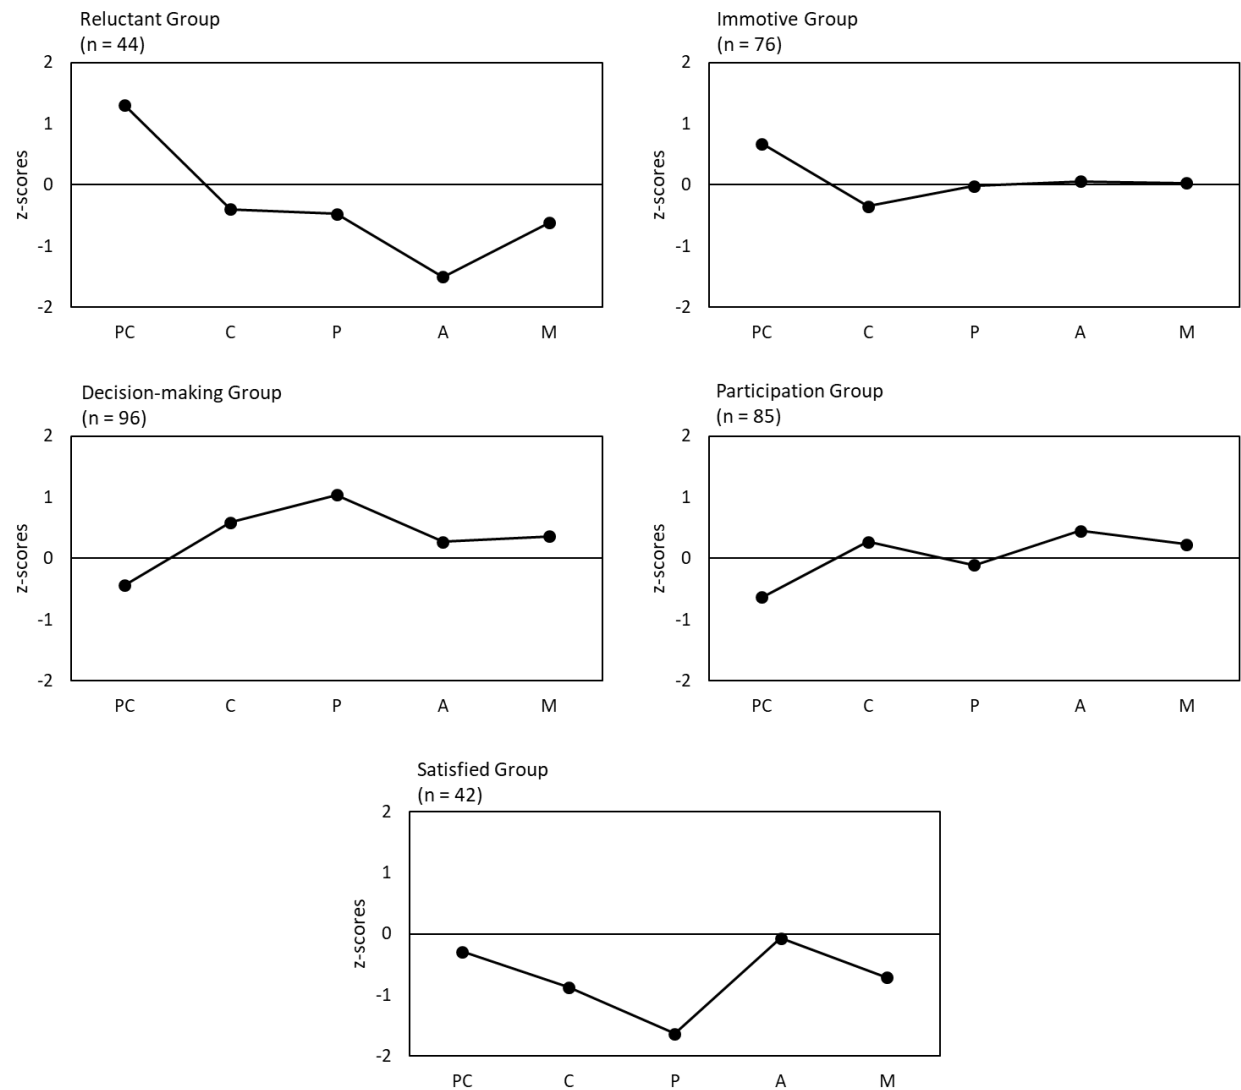 Reluctant Group
(n = 44)
2
1
0
-1
-2
z-scores
PC C P A M
Immotive Group
(n = 76)
2
1
0
-1
-2
z-scores
PC C P A M
Decision-making Group
(n = 96)
2
1
0
-1
-2
z-scores
PC C P A M
Participation Group
(n = 85)
2
1
0
-1
-2
z-scores
PC C P A M
Satisfied Group
(n = 42)
2
1
0
-1
-2
z-scores
PC C P A M